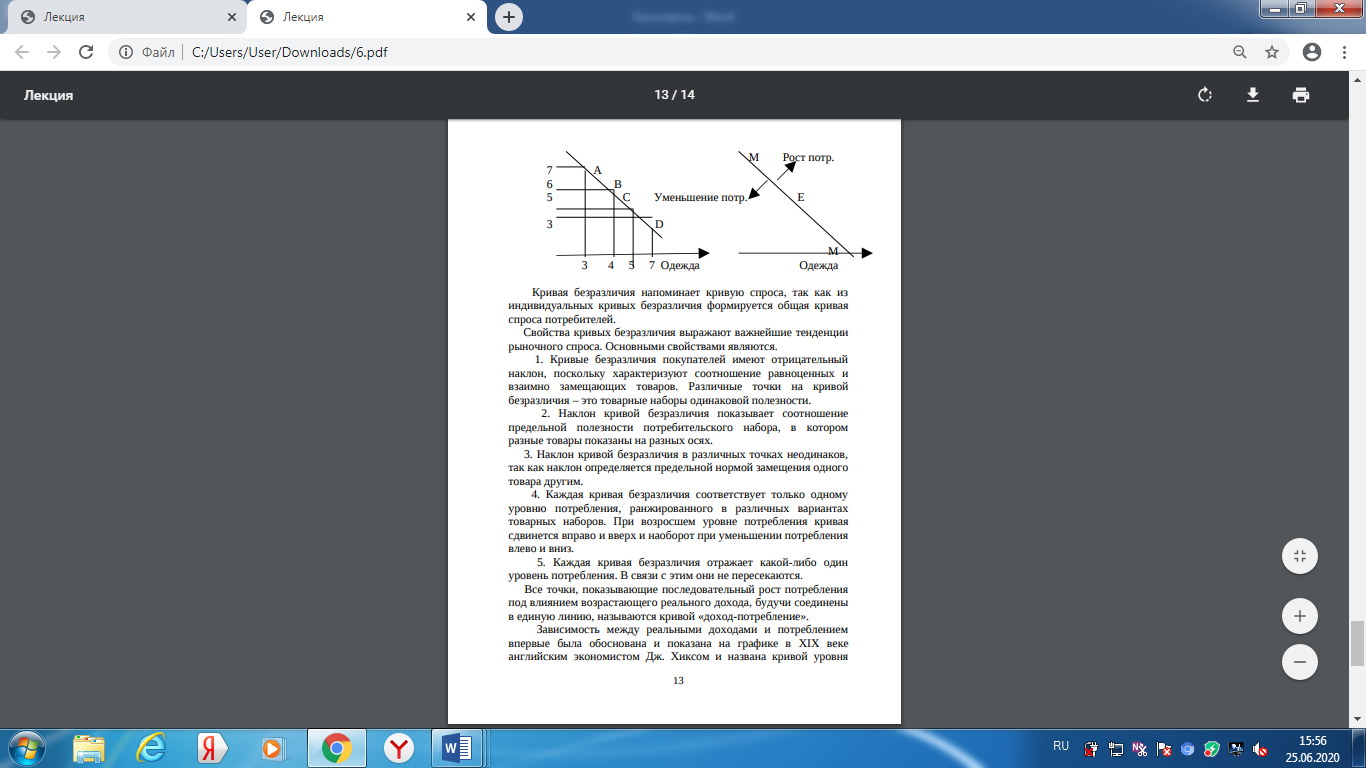 Лекция
Лекция
Файл
C:/Users/User/Downloads/6.pdf
Лекция
13 / 14
7
6
5
3
A
B
C
D
3 4 5 7 Одежда
М
Рост потр.
Уменьшение потр.
Е
М
Одежда
Кривая безразличия напоминает кривую спроса, так как из
индивидуальных кривых безразличия формируется общая кривая
спроса потребителей.
Свойства кривых безразличия выражают важнейшие тенденции
рыночного спроса. Основными свойствами являются.
1. Кривые безразличия покупателей имеют отрицательный
наклон, поскольку характеризуют соотношение равноценных и
взаимно замещающих товаров. Различные точки на кривой
безразличия – это товарные наборы одинаковой полезности.
2. Наклон кривой безразличия показывает соотношение
предельной полезности потребительского набора, в котором
разные товары показаны на разных осях.
3. Наклон кривой безразличия в различных точках неодинаков,
так как наклон определяется предельной нормой замещения одного
товара другим.
4. Каждая кривая безразличия соответствует только одному
уровню потребления, ранжированного в различных вариантах
товарных наборов. При возросшем уровне потребления кривая
сдвинется вправо и вверх и наоборот при уменьшении потребления
влево и вниз.
5. Каждая кривая безразличия отражает какой-либо один
уровень потребления. В связи с этим они не пересекаются.
Все точки, показывающие последовательный рост потребления
под влиянием возрастающего реального дохода, будучи соединены
в единую линию, называются кривой «доход-потребление».
Зависимость между реальными доходами и потреблением
впервые была обоснована и показана на графике в XIX веке
английским экономистом Дж. Хиксом и названа кривой уровня
13
RU
15:56
25.06.2020